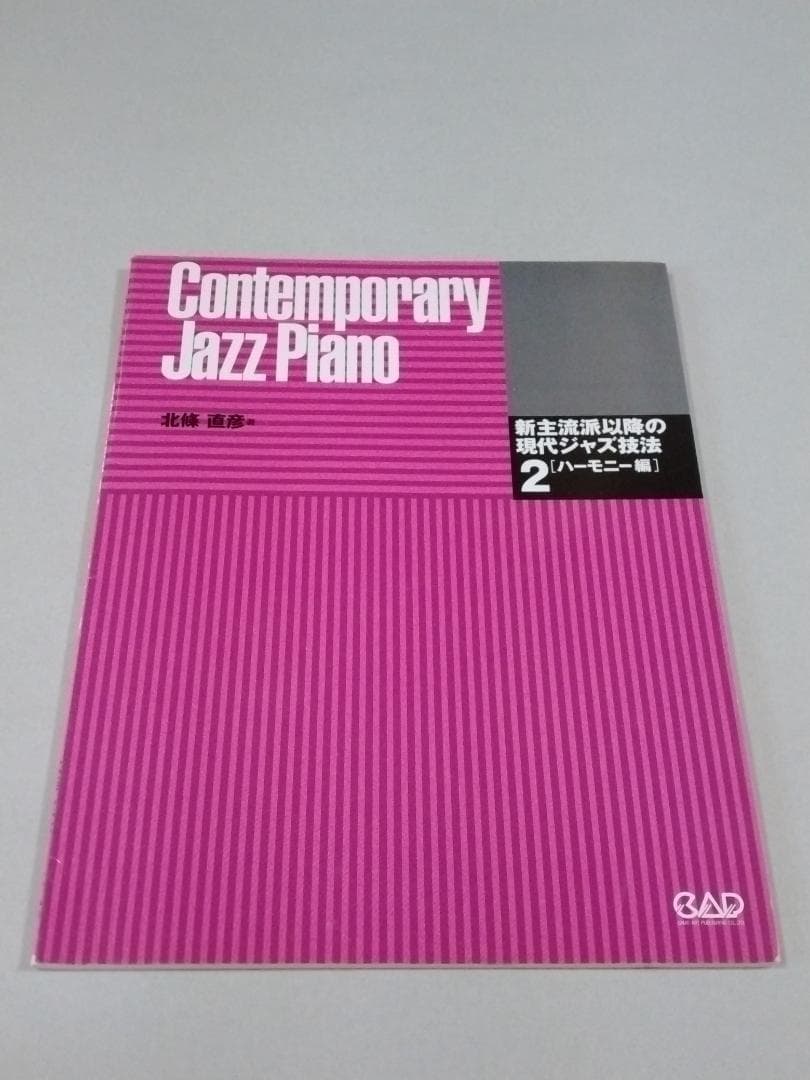 Contemporary
Jazz Piano
北條 直彦 著
新主流派以降の
現代ジャズ技法
2[ハーモニー編]
CAP